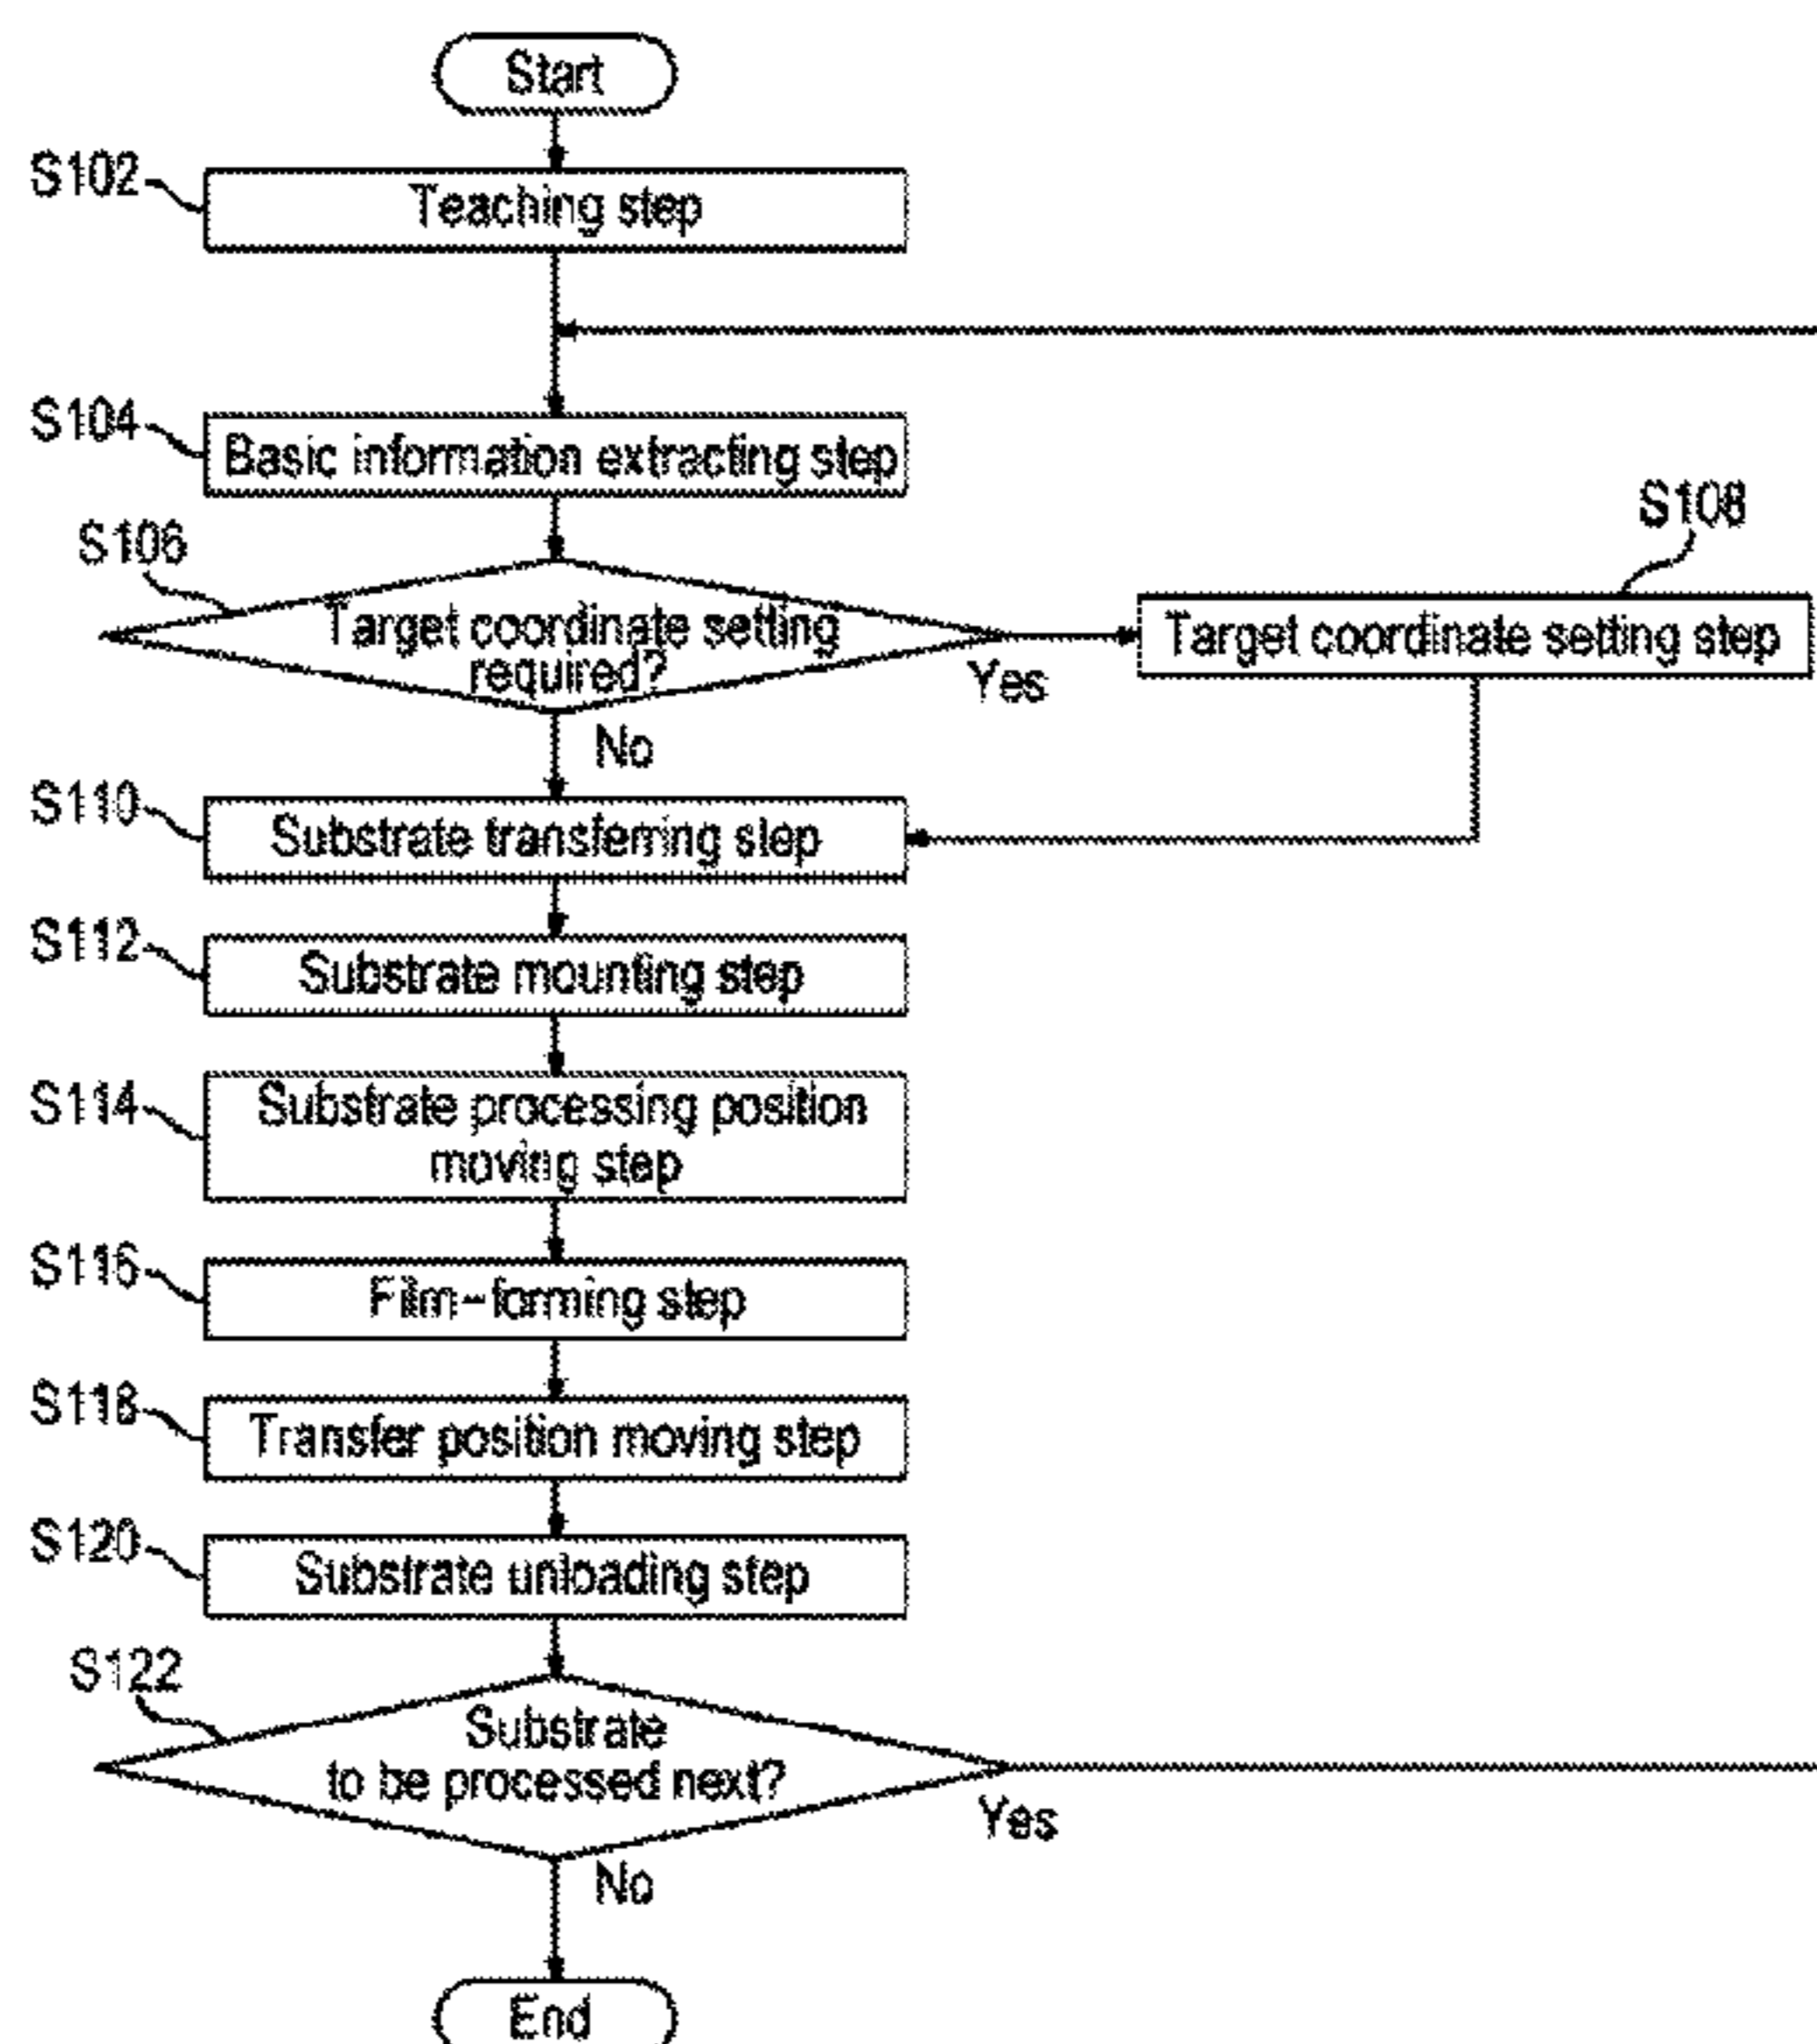 Start
S102
Teaching step
S104
Basic information extracting step
S106
Target coordinate setting
required?
Yes
No
S108
Target coordinate setting step
S110
Substrate transferring step
S112
Substrate mounting step
S114
Substrate processing position
moving step
S116
Film-forming step
S118
Transfer position moving step
S120
Substrate unloading step
S122
Substrate
to be processed next?
Yes
No
End